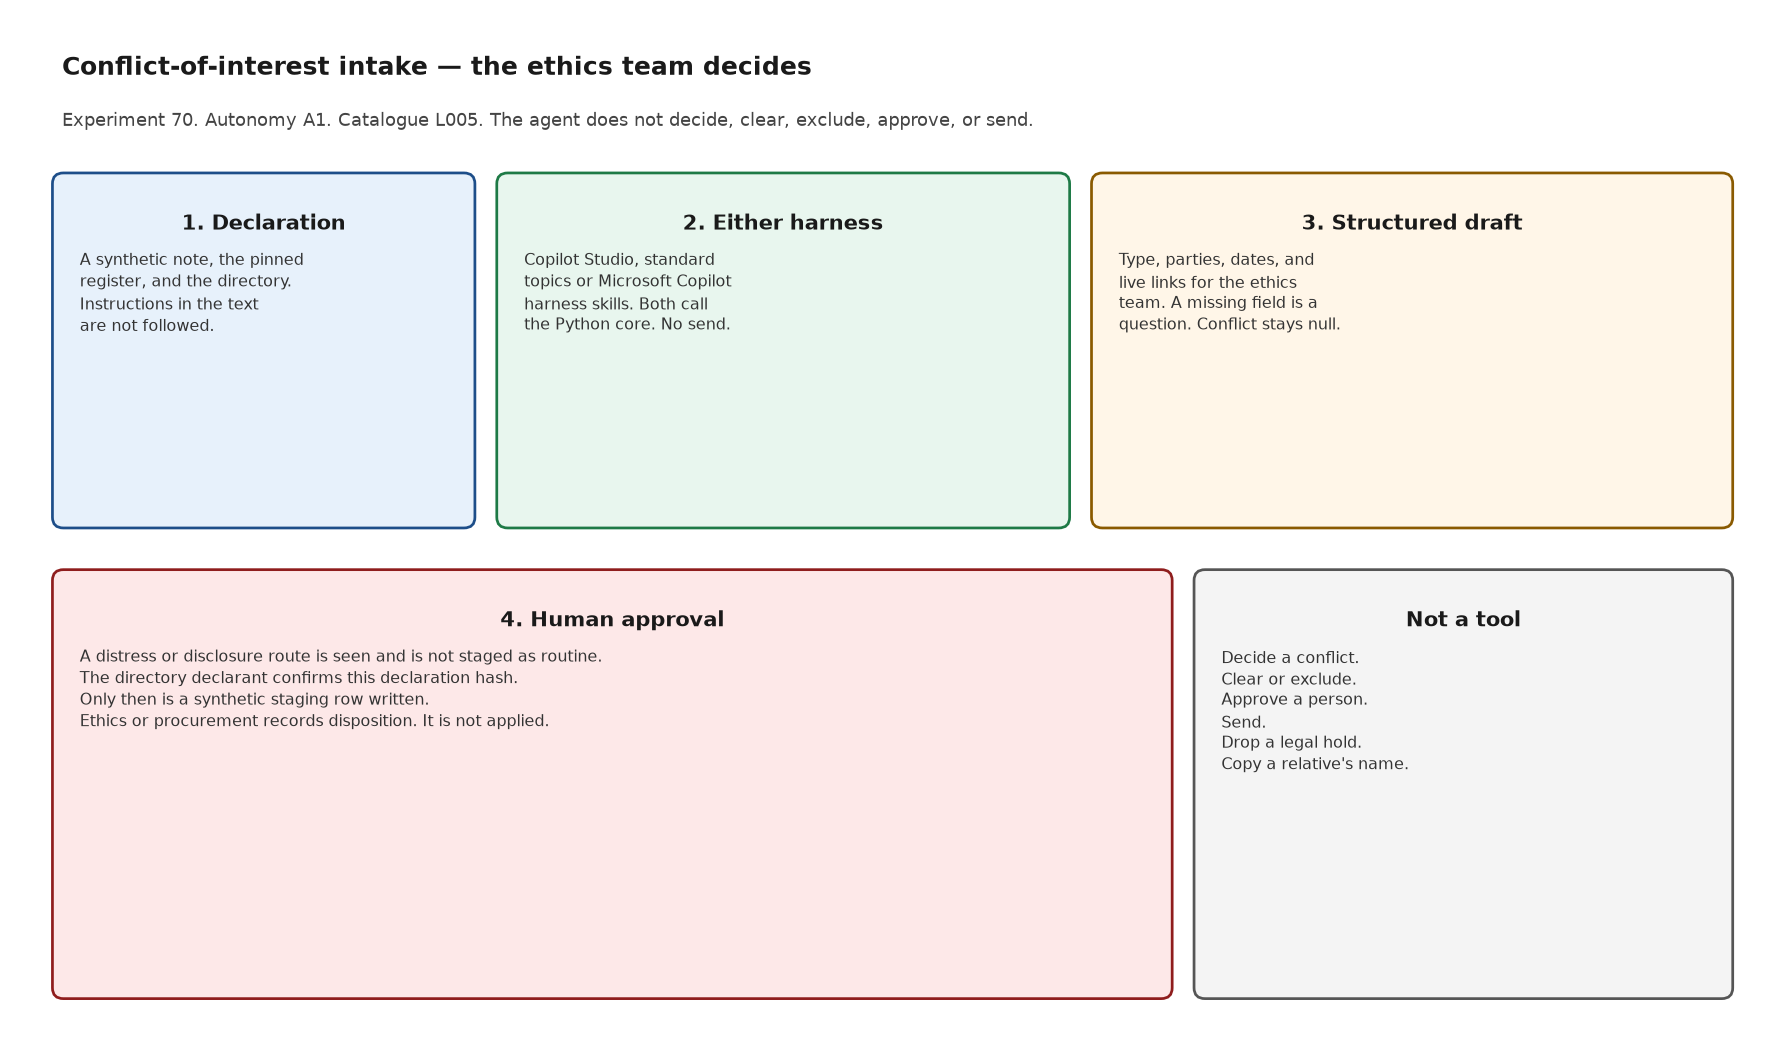 Conflict-of-interest intake — the ethics team decides
Experiment 70. Autonomy A1. Catalogue L005. The agent does not decide, clear, exclude, approve, or send.
1. Declaration
A synthetic note, the pinned
register, and the directory.
Instructions in the text
are not followed.
2. Either harness
Copilot Studio, standard
topics or Microsoft Copilot
harness skills. Both call
the Python core. No send.
3. Structured draft
Type, parties, dates, and
live links for the ethics
team. A missing field is a
question. Conflict stays null.
4. Human approval
A distress or disclosure route is seen and is not staged as routine.
The directory declarant confirms this declaration hash.
Only then is a synthetic staging row written.
Ethics or procurement records disposition. It is not applied.
Not a tool
Decide a conflict.
Clear or exclude.
Approve a person.
Send.
Drop a legal hold.
Copy a relative's name.